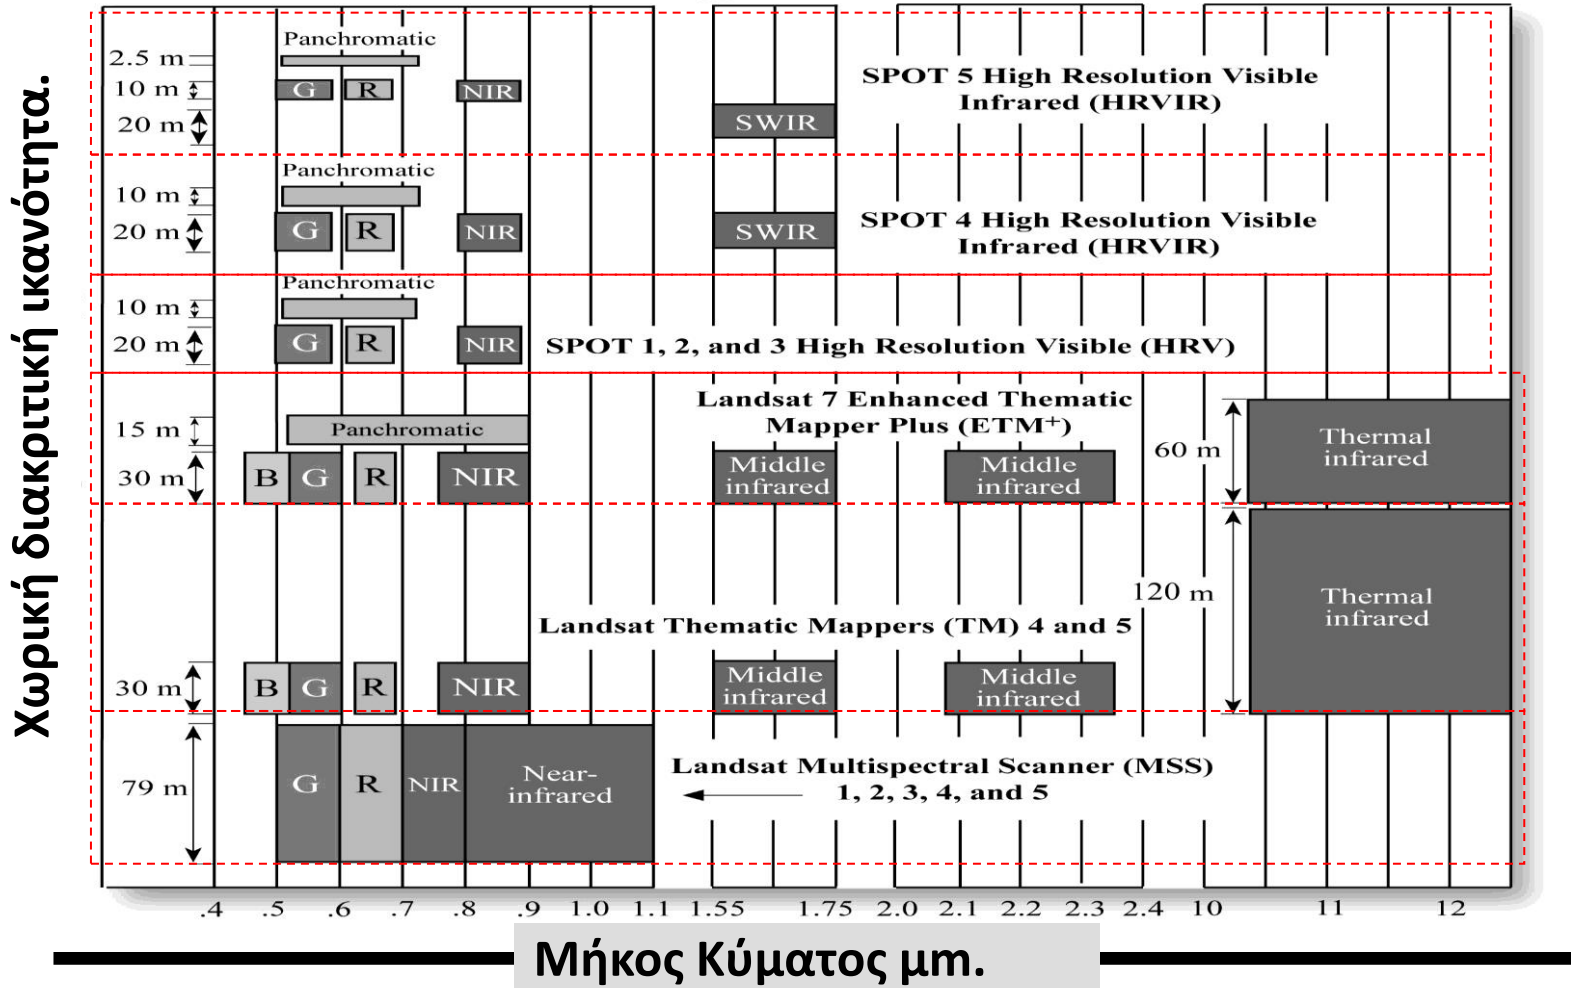 Χωρική διακριτική ικανότητα.
Panchromatic
2.5 m
10 m
G
R
NIR
20 m
SWIR
SPOT 5 High Resolution Visible
Infrared (HRVIR)
Panchromatic
10 m
20 m
G
R
NIR
SWIR
SPOT 4 High Resolution Visible
Infrared (HRVIR)
Panchromatic
10 m
20 m
G
R
NIR
SPOT 1, 2, and 3 High Resolution Visible (HRV)
Landsat 7 Enhanced Thematic
Mapper Plus (ETM⁺)
15 m
Panchromatic
30 m
B
G
R
NIR
Middle
infrared
Middle
infrared
60 m
Thermal
infrared
120 m
Thermal
infrared
Landsat Thematic Mappers (TM) 4 and 5
30 m
B
G
R
NIR
Middle
infrared
Middle
infrared
79 m
G
R
NIR
Near-
infrared
Landsat Multispectral Scanner (MSS)
1, 2, 3, 4, and 5
.4 .5 .6 .7 .8 .9 1.0 1.1 1.55 1.75 2.0 2.1 2.2 2.3 2.4 10 11 12
Μήκος Κύματος μm.